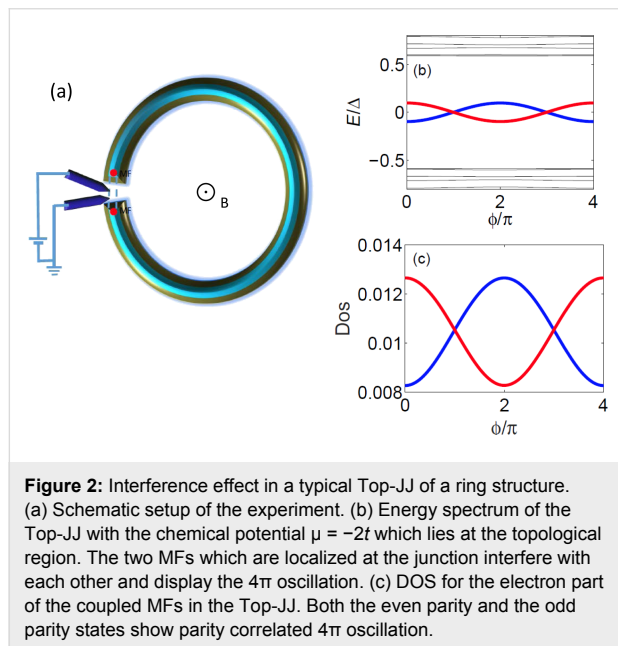 (a)
MF
MF
B
(b)
E/Δ
0.5
0
−0.5
0
2
4
ϕ/π
(c)
Dos
0.014
0.012
0.01
0.008
0
2
4
ϕ/π
Figure 2: Interference effect in a typical Top-JJ of a ring structure.
(a) Schematic setup of the experiment. (b) Energy spectrum of the
Top-JJ with the chemical potential μ = −2t which lies at the topological
region. The two MFs which are localized at the junction interfere with
each other and display the 4π oscillation. (c) DOS for the electron part
of the coupled MFs in the Top-JJ. Both the even parity and the odd
parity states show parity correlated 4π oscillation.